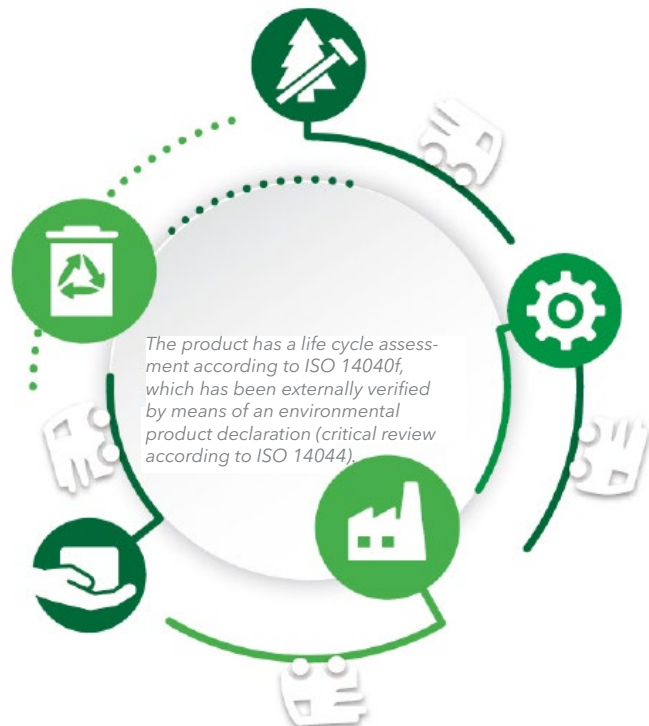 The product has a life cycle assess-
ment according to ISO 14040f,
which has been externally verified
by means of an environmental
product declaration (critical review
according to ISO 14044).